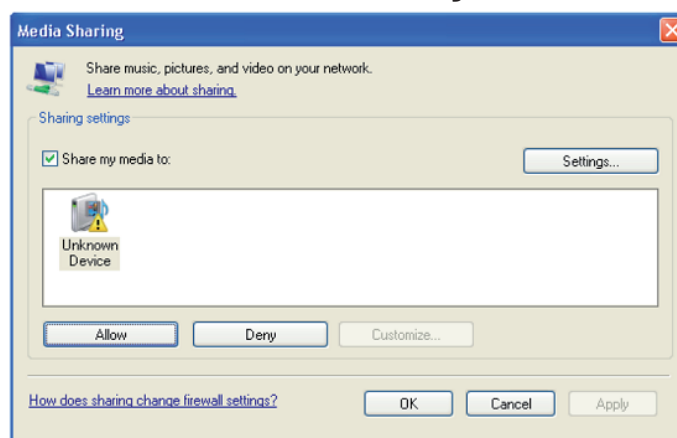 Media Sharing
Share music, pictures, and video on your network.
Learn more about sharing.
Sharing settings
Share my media to:
Settings...
Unknown
Device
Allow
Deny
Customize...
How does sharing change firewall settings?
OK
Cancel
Apply